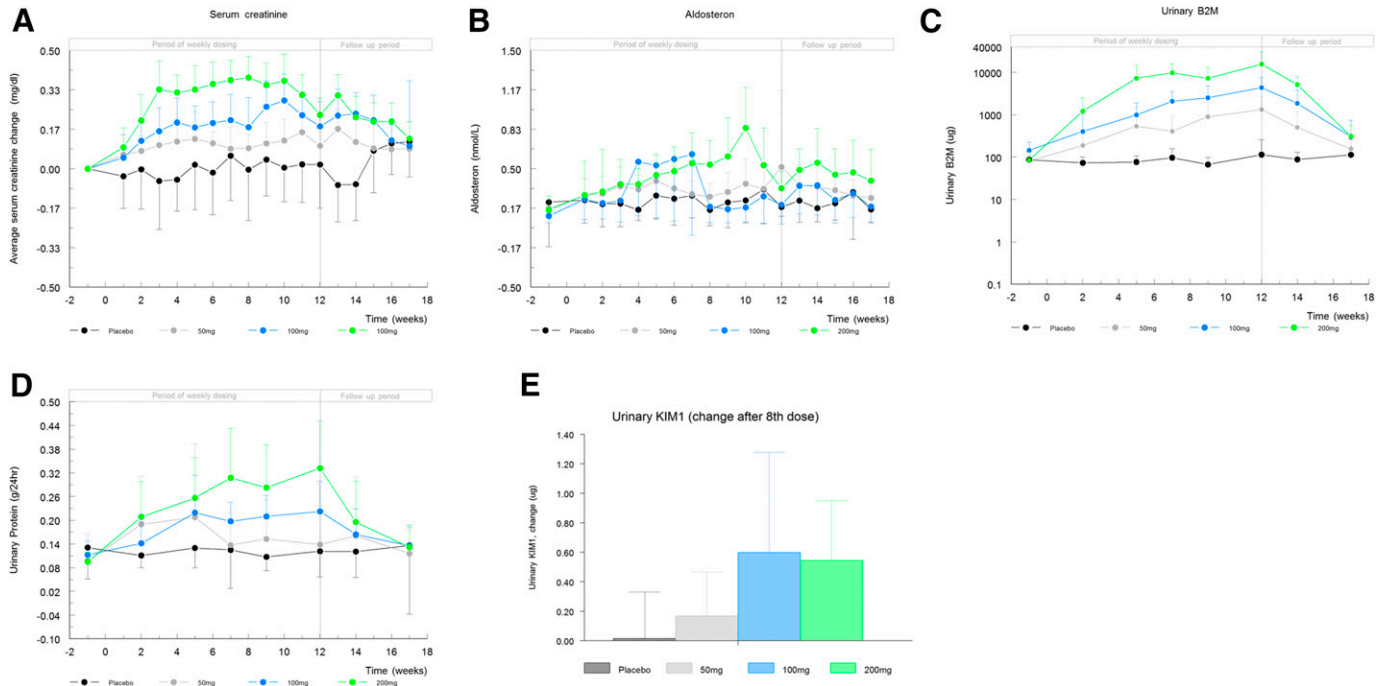 A
Serum creatinine
Period of weekly dosing
Follow up period
Average serum creatinine change (mg/dl)
0.50
0.33
0.17
0.00
-0.17
-0.33
-0.50
-2 0 2 4 6 8 10 12 14 16 18
Time (weeks)
Placebo 50mg 100mg 100mg
B
Aldosteron
Period of weekly dosing
Follow up period
Aldosteron (nmol/L)
1.50
1.17
0.83
0.50
0.17
-0.17
-0.50
-2 0 2 4 6 8 10 12 14 16 18
Time (weeks)
Placebo 50mg 100mg 200mg
C
Urinary B2M
Period of weekly dosing
Follow up period
Urinary B2M (ug)
40000
10000
1000
100
10
1
0.1
-2 0 2 4 6 8 10 12 14 16 18
Time (weeks)
Placebo 50mg 100mg 200mg
D
Period of weekly dosing
Follow up period
Urinary Protein (g/24hr)
0.50
0.44
0.38
0.32
0.26
0.20
0.14
0.08
0.02
-0.04
-0.10
-2 0 2 4 6 8 10 12 14 16 18
Time (weeks)
Placebo 50mg 100mg 200mg
E
Urinary KIM1 (change after 8th dose)
Urinary KIM1, change (ug)
1.40
1.20
1.00
0.80
0.60
0.40
0.20
0.00
Placebo 50mg 100mg 200mg